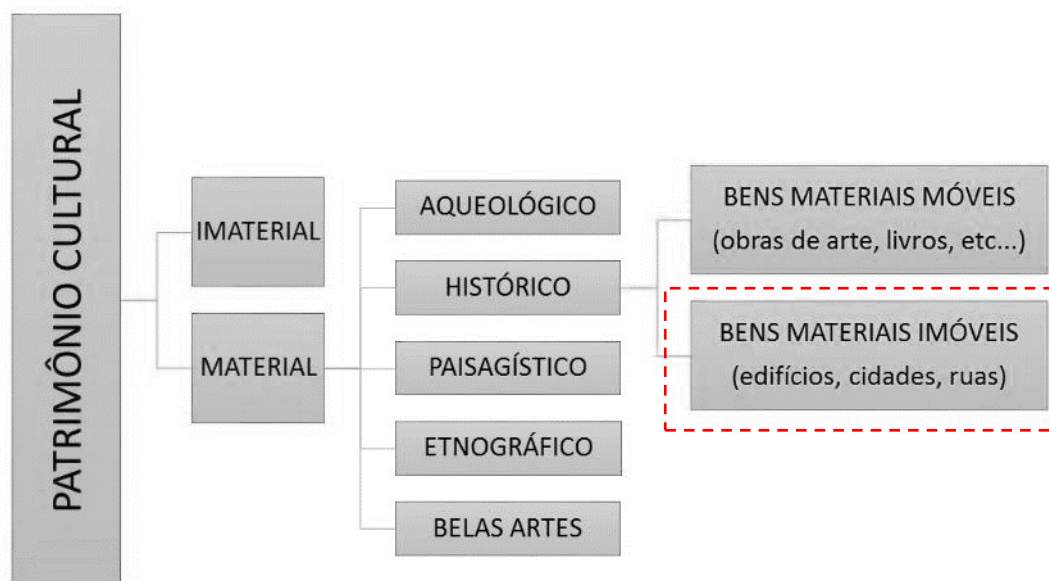 PATRIMÔNIO CULTURAL
IMATERIAL
MATERIAL
AQUEOLÓGICO
HISTÓRICO
PAISAGÍSTICO
ETNOGRÁFICO
BELAS ARTES
BENS MATERIAIS MÓVEIS
(obras de arte, livros, etc...)
BENS MATERIAIS IMÓVEIS
(edifícios, cidades, ruas)